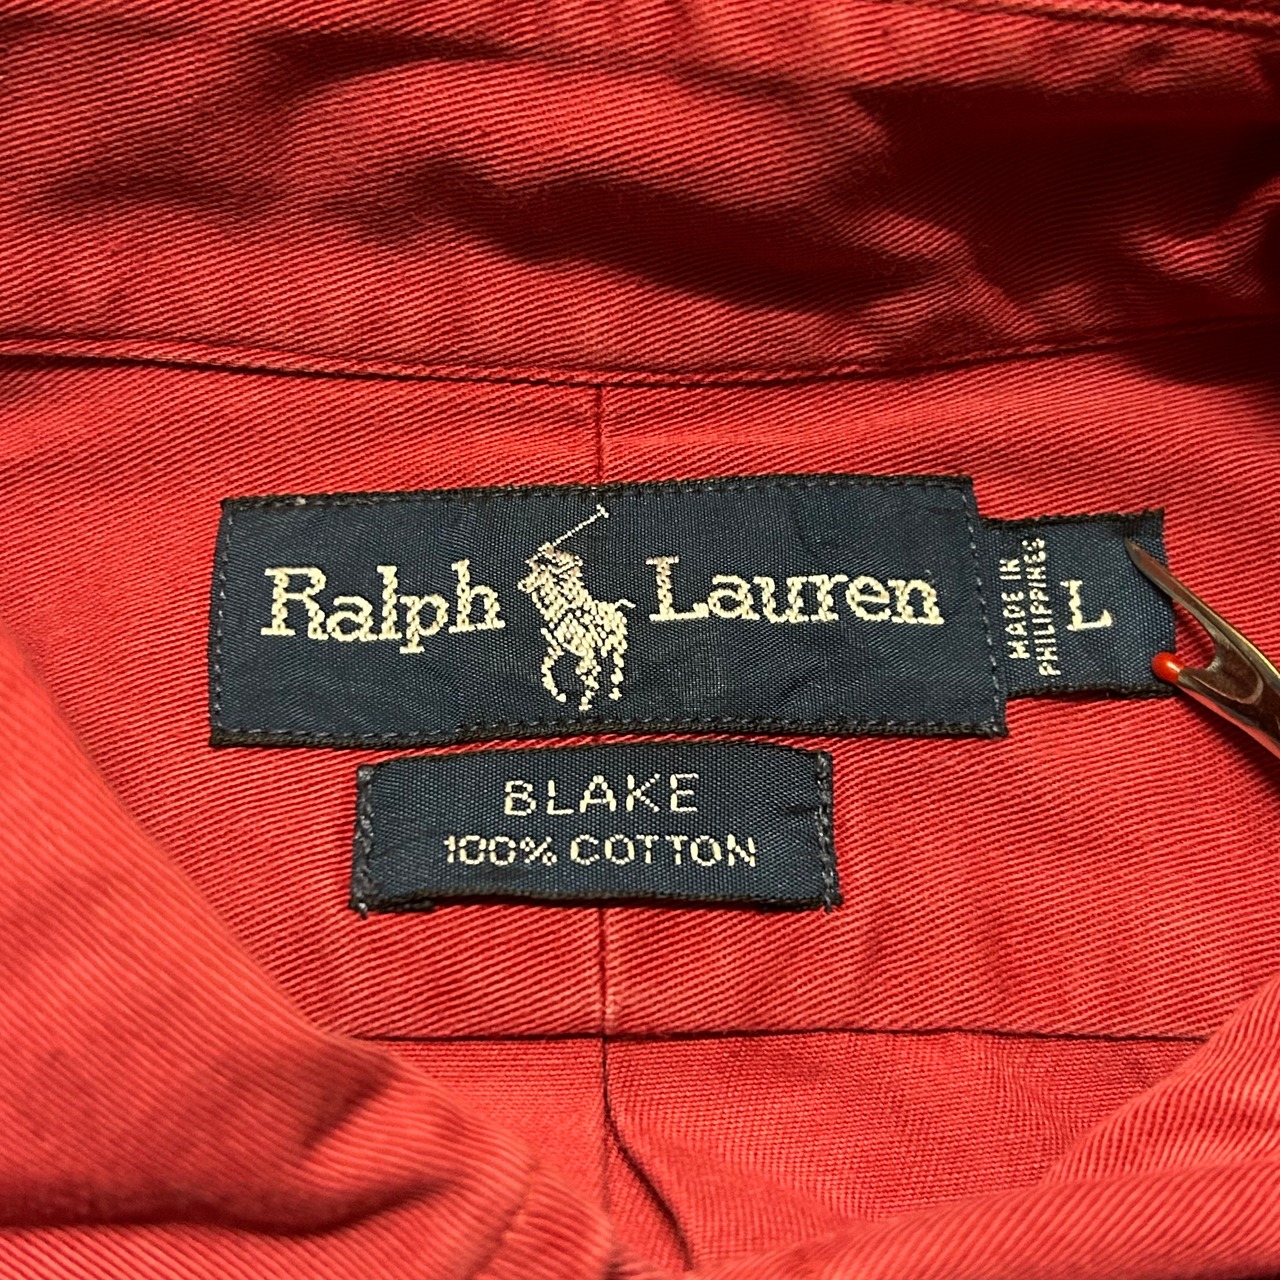 Ralph Lauren
MADE IN
PHILIPPINES
L
BLAKE
100% COTTON